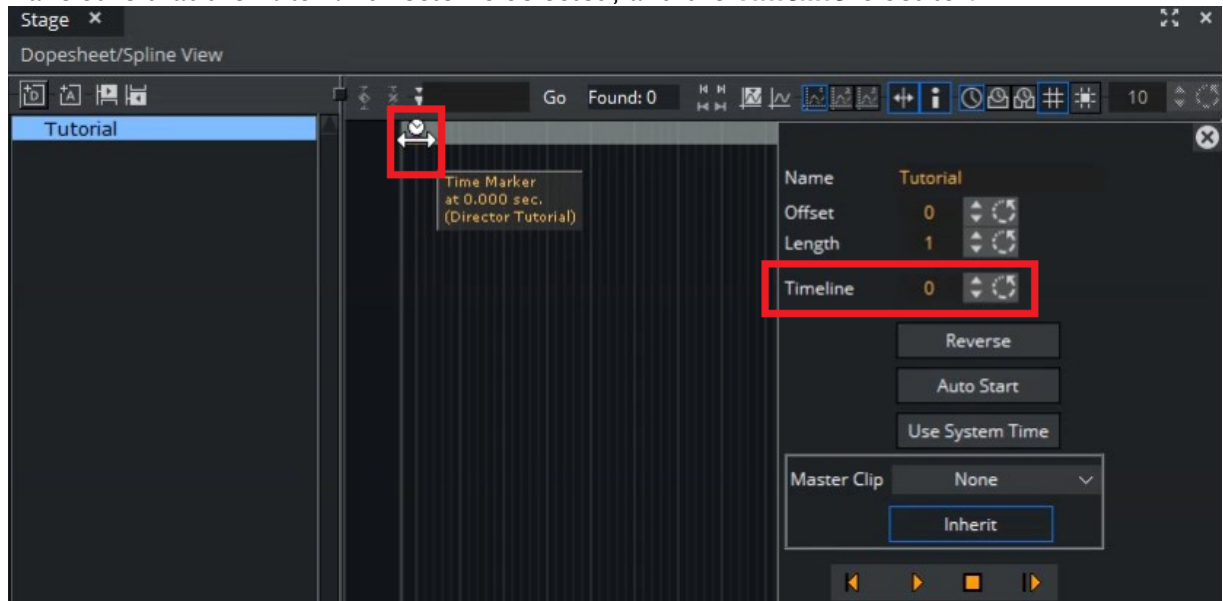 Stage ×
Dopesheet/Spline View
Go Found: 0
10
Tutorial
Time Marker
at 0.000 sec.
(Director Tutorial)
Name Tutorial
Offset 0
Length 1
Timeline 0
Reverse
Auto Start
Use System Time
Master Clip None
Inherit